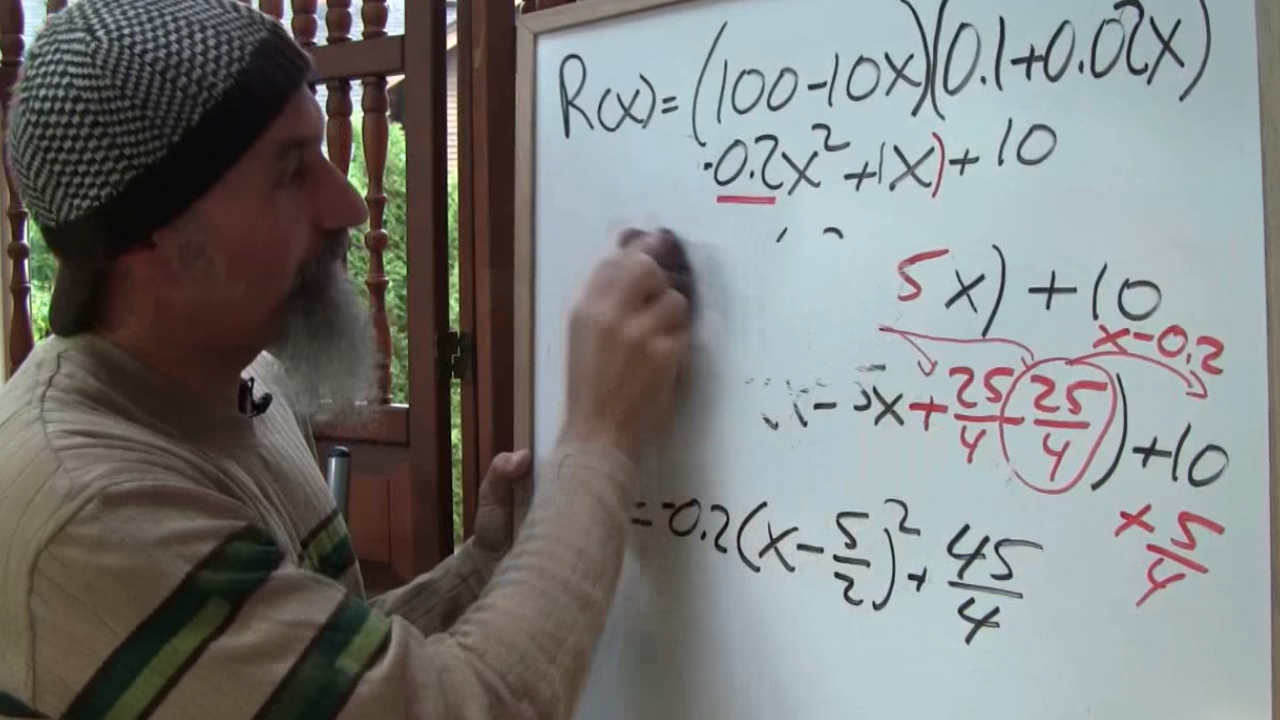 R(x)=(100-10x)(0.1+0.02x)
-0.2x²+1x)+10
5x)+10
x-0.2
-5x+25/4-25/4)+10
=-0.2(x-5/2)²+45/4
x 5/4